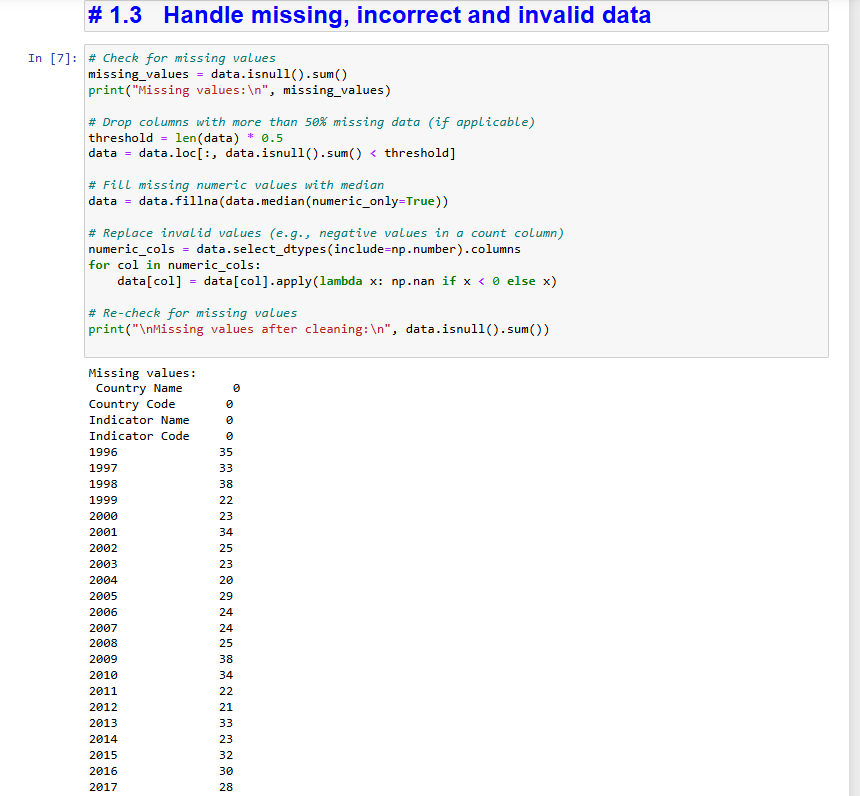 # 1.3 Handle missing, incorrect and invalid data
In [7]: # Check for missing values
missing_values = data.isnull().sum()
print("Missing values:\n", missing_values)
# Drop columns with more than 50% missing data (if applicable)
threshold = len(data) * 0.5
data = data.loc[:, data.isnull().sum() < threshold]
# Fill missing numeric values with median
data = data.fillna(data.median(numeric_only=True))
# Replace invalid values (e.g., negative values in a count column)
numeric_cols = data.select_dtypes(include=np.number).columns
for col in numeric_cols:
    data[col] = data[col].apply(lambda x: np.nan if x < 0 else x)
# Re-check for missing values
print("\nMissing values after cleaning:\n", data.isnull().sum())
Missing values:
 Country Name 0
Country Code 0
Indicator Name 0
Indicator Code 0
1996 35
1997 33
1998 38
1999 22
2000 23
2001 34
2002 25
2003 23
2004 20
2005 29
2006 24
2007 24
2008 25
2009 38
2010 34
2011 22
2012 21
2013 33
2014 23
2015 32
2016 30
2017 28